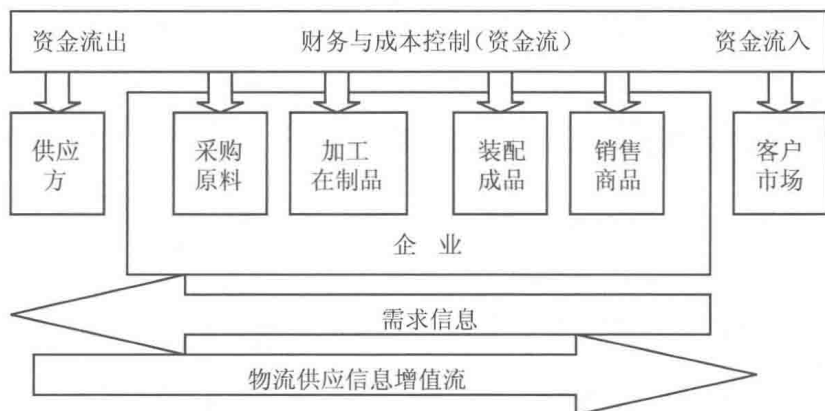 资金流出 财务与成本控制(资金流) 资金流入
供应方
采购原料
加工在制品
装配成品
销售商品
客户市场
企 业
需求信息
物流供应信息增值流